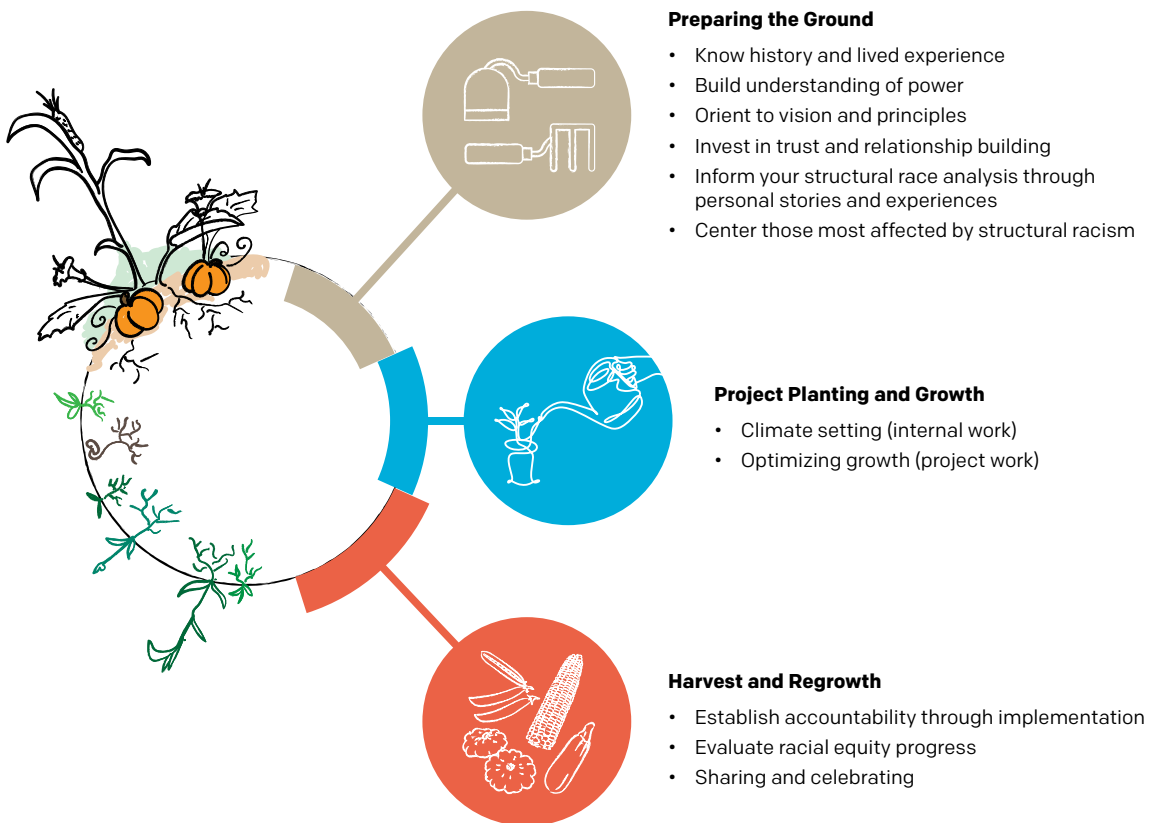 Preparing the Ground
• Know history and lived experience
• Build understanding of power
• Orient to vision and principles
• Invest in trust and relationship building
• Inform your structural race analysis through
personal stories and experiences
• Center those most affected by structural racism
Project Planting and Growth
• Climate setting (internal work)
• Optimizing growth (project work)
Harvest and Regrowth
• Establish accountability through implementation
• Evaluate racial equity progress
• Sharing and celebrating